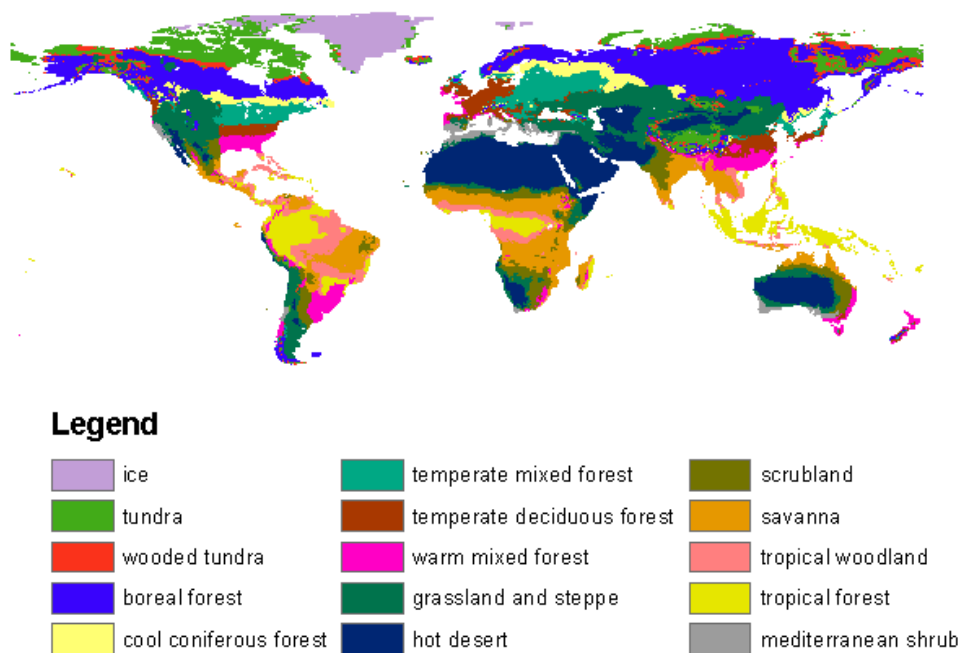 Legend
ice
tundra
wooded tundra
boreal forest
cool coniferous forest
temperate mixed forest
temperate deciduous forest
warm mixed forest
grassland and steppe
hot desert
scrubland
savanna
tropical woodland
tropical forest
mediterranean shrub